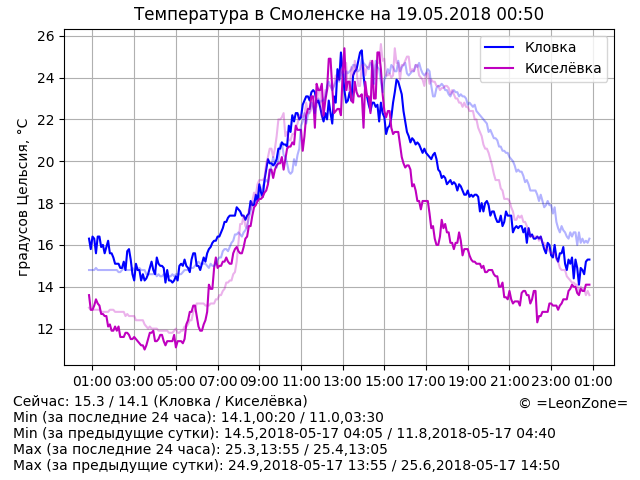 Температура в Смоленске на 19.05.2018 00:50
Кловка
Киселёвка
градусов Цельсия, °C
26
24
22
20
18
16
14
12
01:00 03:00 05:00 07:00 09:00 11:00 13:00 15:00 17:00 19:00 21:00 23:00 01:00
Сейчас: 15.3 / 14.1 (Кловка / Киселёвка)
© =LeonZone=
Min (за последние 24 часа): 14.1,00:20 / 11.0,03:30
Min (за предыдущие сутки): 14.5,2018-05-17 04:05 / 11.8,2018-05-17 04:40
Max (за последние 24 часа): 25.3,13:55 / 25.4,13:05
Max (за предыдущие сутки): 24.9,2018-05-17 13:55 / 25.6,2018-05-17 14:50